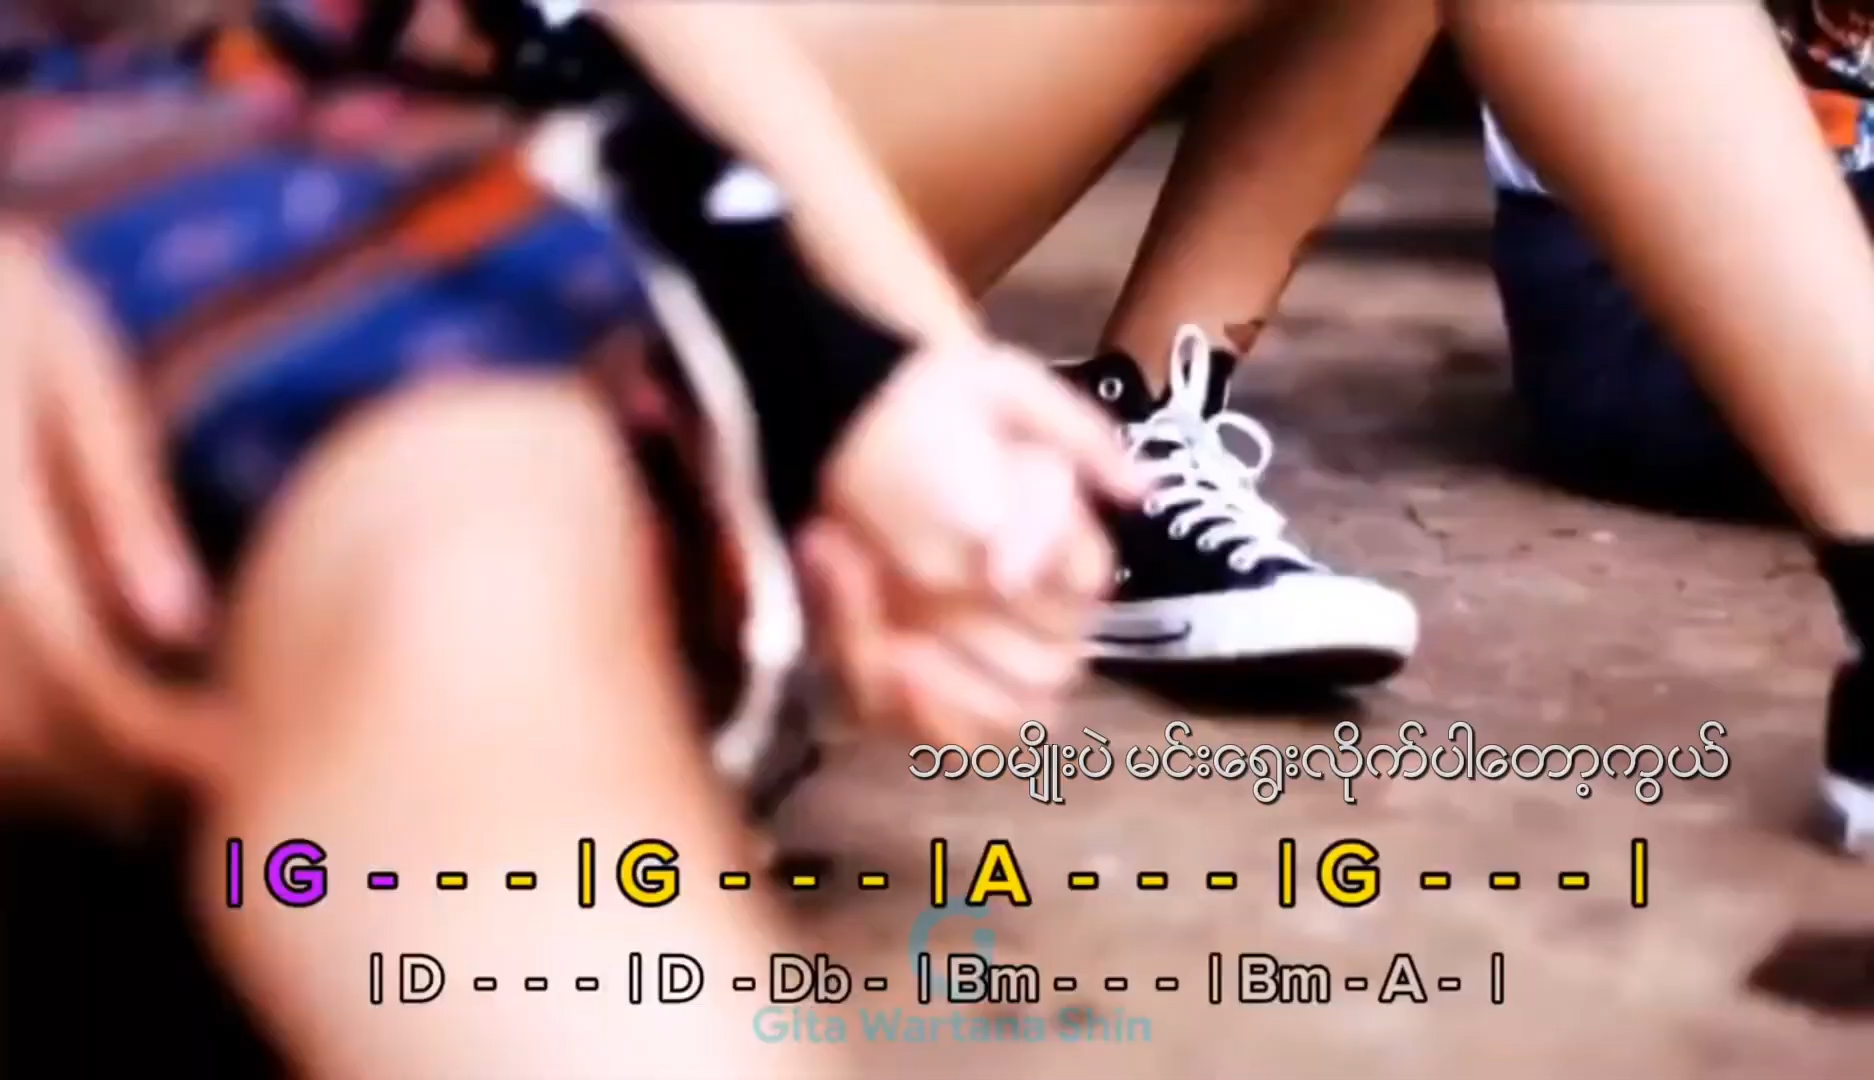 ဘဝမျိုးပဲ မင်းရွေးလိုက်ပါတော့ကွယ်
| G - - - | G - - - | A - - - | G - - - |
| D - - - | D - Db - | Bm - - - | Bm - A - |
Gita Wartana Shin